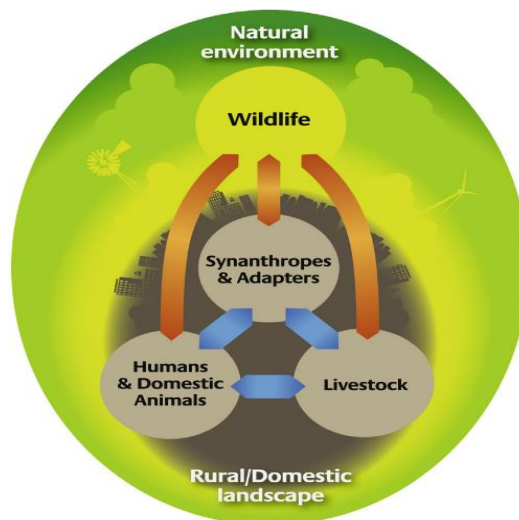 Natural
environment
Wildlife
Synanthropes
& Adapters
Humans
& Domestic
Animals
Livestock
Rural/Domestic
landscape